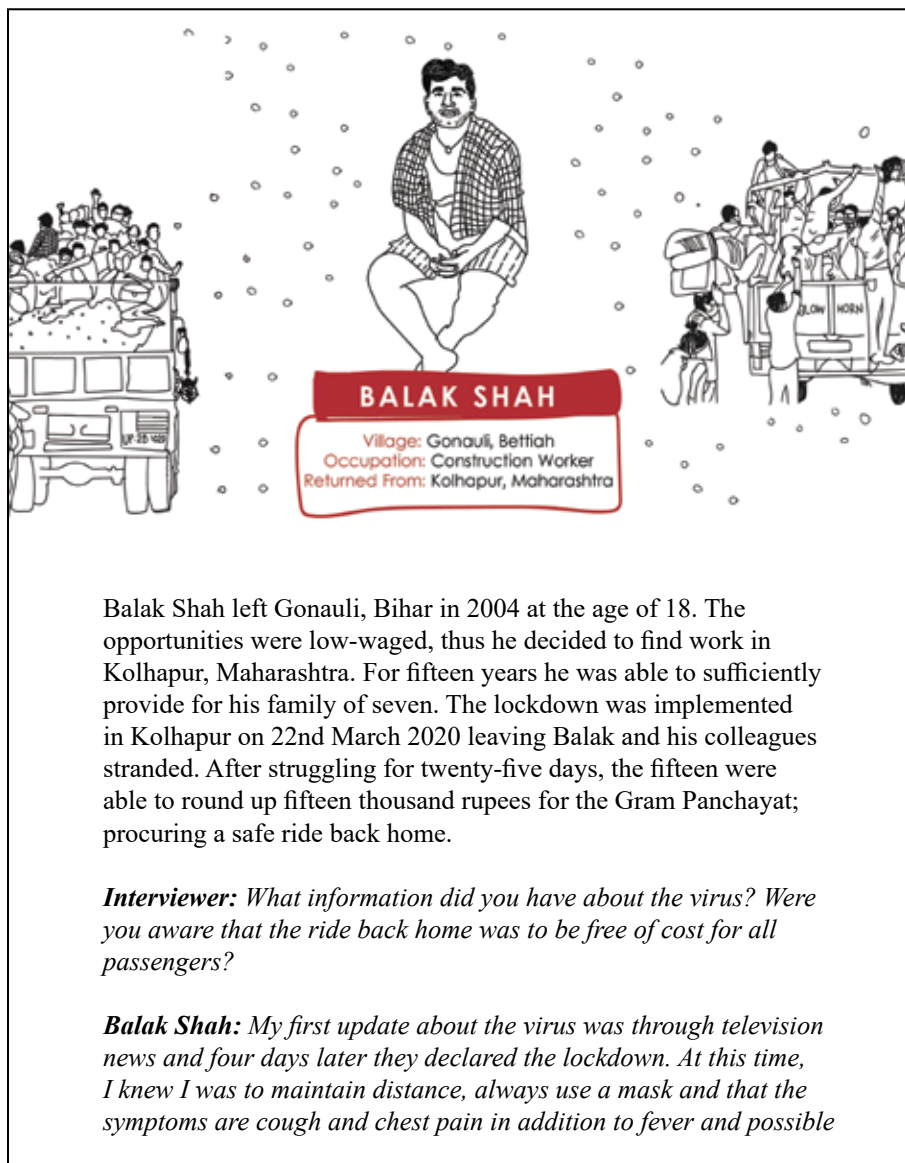 BLOW HORN
UP-2B 1029
BALAK SHAH
Village: Gonauli, Bettiah
Occupation: Construction Worker
Returned From: Kolhapur, Maharashtra
Balak Shah left Gonauli, Bihar in 2004 at the age of 18. The
opportunities were low-waged, thus he decided to find work in
Kolhapur, Maharashtra. For fifteen years he was able to sufficiently
provide for his family of seven. The lockdown was implemented
in Kolhapur on 22nd March 2020 leaving Balak and his colleagues
stranded. After struggling for twenty-five days, the fifteen were
able to round up fifteen thousand rupees for the Gram Panchayat;
procuring a safe ride back home.
Interviewer: What information did you have about the virus? Were
you aware that the ride back home was to be free of cost for all
passengers?
Balak Shah: My first update about the virus was through television
news and four days later they declared the lockdown. At this time,
I knew I was to maintain distance, always use a mask and that the
symptoms are cough and chest pain in addition to fever and possible